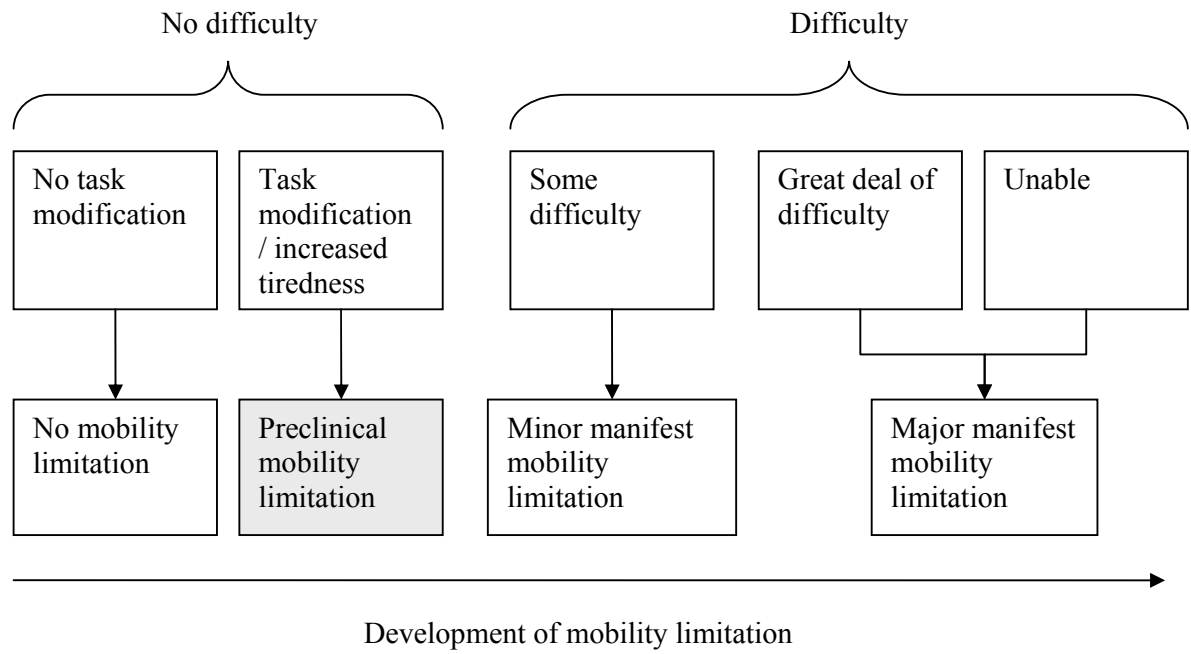 No difficulty
Difficulty
No task
modification
Task
modification
/ increased
tiredness
Some
difficulty
Great deal of
difficulty
Unable
No mobility
limitation
Preclinical
mobility
limitation
Minor manifest
mobility
limitation
Major manifest
mobility
limitation
Development of mobility limitation